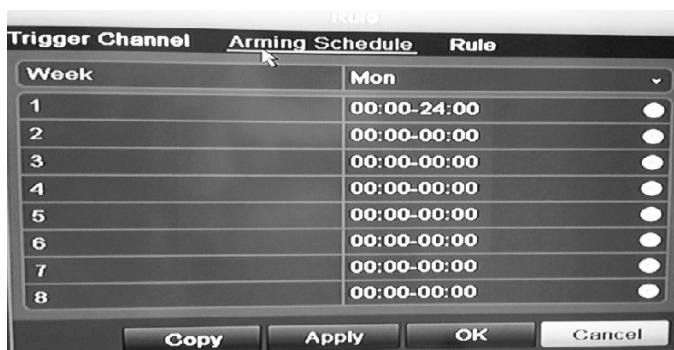 Rule
Trigger Channel Arming Schedule Rule
Week Mon
1 00:00-24:00
2 00:00-00:00
3 00:00-00:00
4 00:00-00:00
5 00:00-00:00
6 00:00-00:00
7 00:00-00:00
8 00:00-00:00
Copy Apply OK Cancel